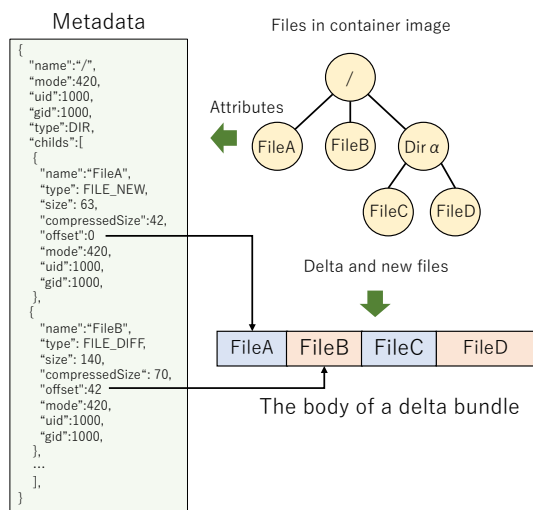 Metadata
{
"name":“/",
“mode":420,
“uid":1000,
“gid":1000,
“type":DIR,
“childs":[
{
"name":“FileA",
"type": FILE_NEW,
"size": 63,
"compressedSize":42,
"offset":0
“mode":420,
“uid":1000,
“gid":1000,
},
{
"name":“FileB",
"type": FILE_DIFF,
"size": 140,
"compressedSize“: 70,
"offset":42
“mode":420,
“uid":1000,
“gid":1000,
},
...
],
}
Files in container image
/
Attributes
FileA
FileB
Dir α
FileC
FileD
Delta and new files
FileA
FileB
FileC
FileD
The body of a delta bundle